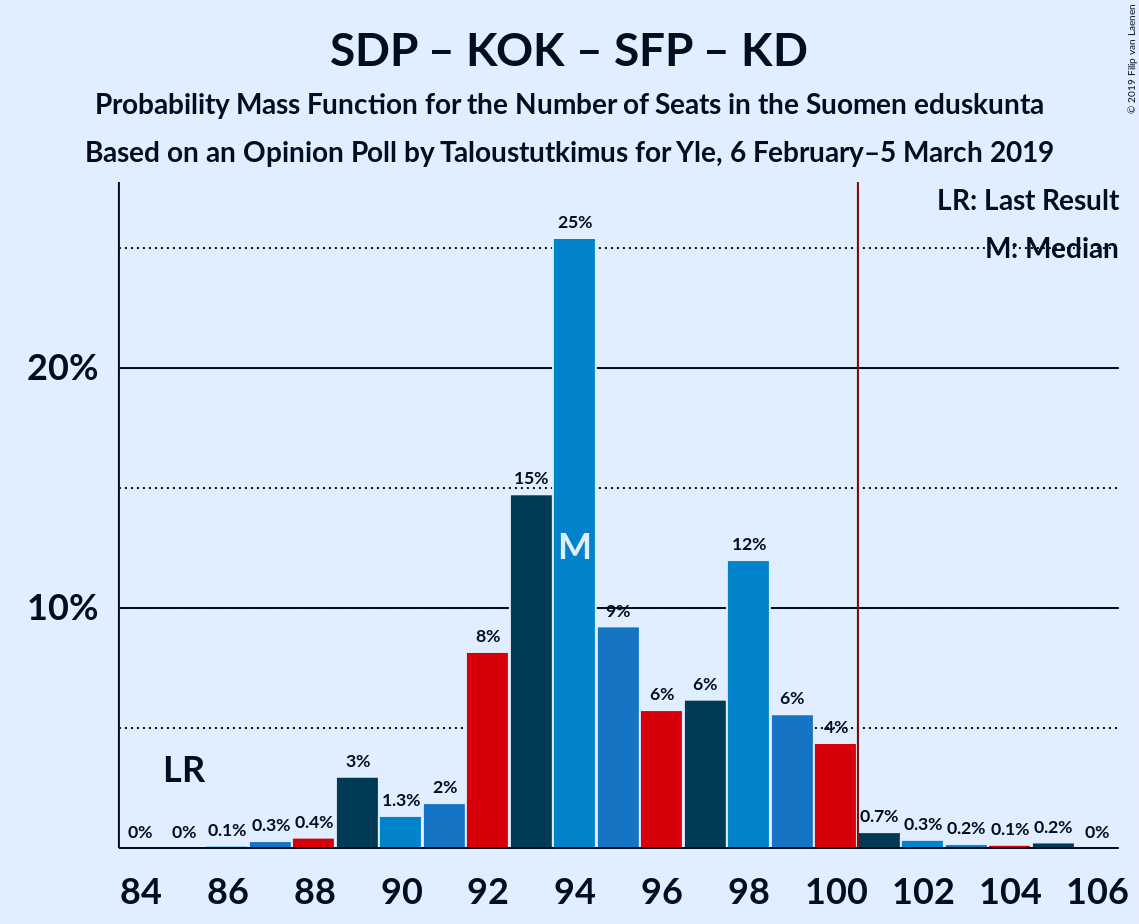 SDP – KOK – SFP – KD
Probability Mass Function for the Number of Seats in the Suomen eduskunta
Based on an Opinion Poll by Taloustutkimus for Yle, 6 February–5 March 2019
© 2019 Filip van Laenen
LR: Last Result
M: Median
20%
10%
LR
M
0% 0% 0.1% 0.3% 0.4% 3% 1.3% 2% 8% 15% 25% 9% 6% 6% 12% 6% 4% 0.7% 0.3% 0.2% 0.1% 0.2% 0%
84 86 88 90 92 94 96 98 100 102 104 106